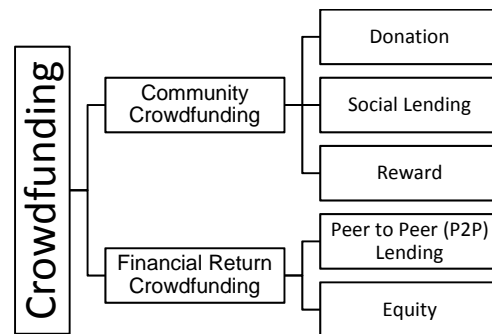 Crowdfunding
Community
Crowdfunding
Donation
Social Lending
Reward
Financial Return
Crowdfunding
Peer to Peer (P2P)
Lending
Equity